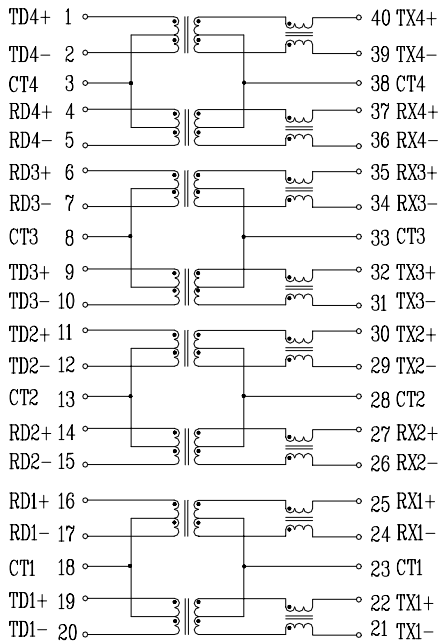 TD4+ 1 40 TX4+
TD4- 2 39 TX4-
CT4 3 38 CT4
RD4+ 4 37 RX4+
RD4- 5 36 RX4-
RD3+ 6 35 RX3+
RD3- 7 34 RX3-
CT3 8 33 CT3
TD3+ 9 32 TX3+
TD3- 10 31 TX3-
TD2+ 11 30 TX2+
TD2- 12 29 TX2-
CT2 13 28 CT2
RD2+ 14 27 RX2+
RD2- 15 26 RX2-
RD1+ 16 25 RX1+
RD1- 17 24 RX1-
CT1 18 23 CT1
TD1+ 19 22 TX1+
TD1- 20 21 TX1-